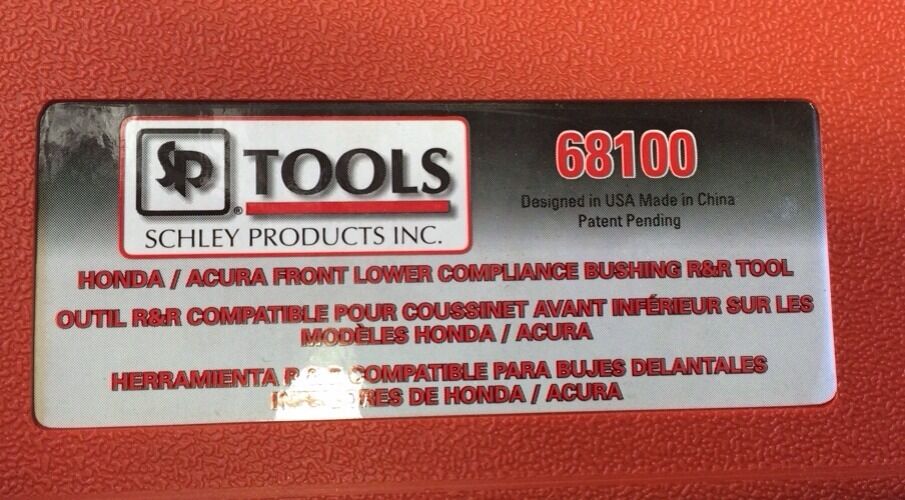 SP TOOLS
®
SCHLEY PRODUCTS INC.
68100
Designed in USA Made in China
Patent Pending
HONDA / ACURA FRONT LOWER COMPLIANCE BUSHING R&R TOOL
OUTIL R&R COMPATIBLE POUR COUSSINET AVANT INFÉRIEUR SUR LES
MODÈLES HONDA / ACURA
HERRAMIENTA R&R COMPATIBLE PARA BUJES DELANTALES
DE HONDA / ACURA